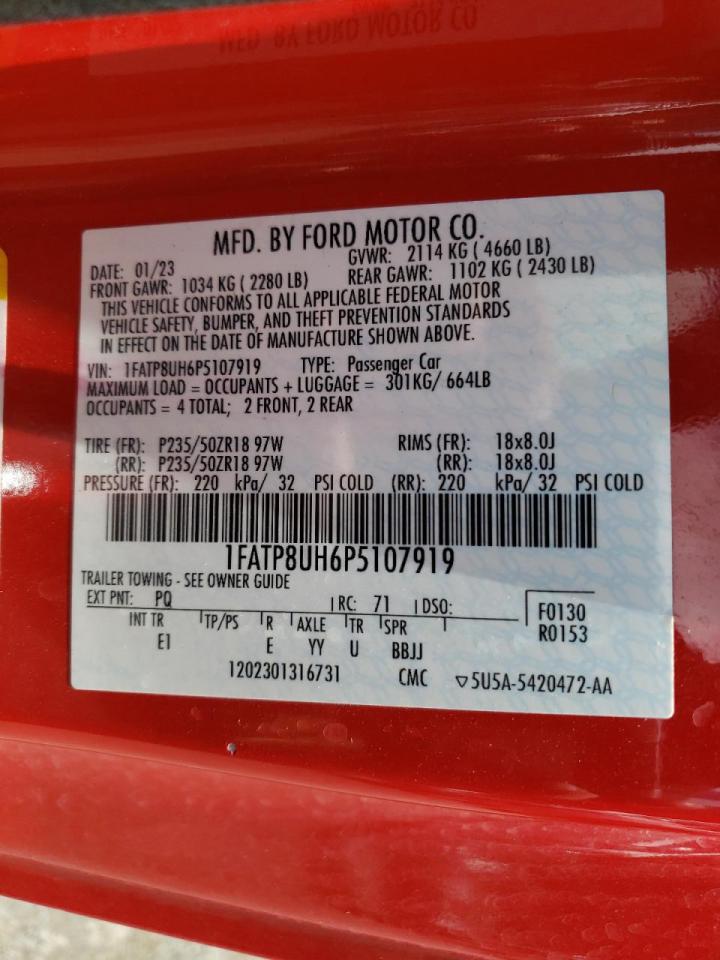 MFD. BY FORD MOTOR CO.
MFD. BY FORD MOTOR CO.
DATE: 01/23 GVWR: 2114 KG ( 4660 LB)
FRONT GAWR: 1034 KG ( 2280 LB) REAR GAWR: 1102 KG ( 2430 LB)
THIS VEHICLE CONFORMS TO ALL APPLICABLE FEDERAL MOTOR
VEHICLE SAFETY, BUMPER, AND THEFT PREVENTION STANDARDS
IN EFFECT ON THE DATE OF MANUFACTURE SHOWN ABOVE.
VIN: 1FATP8UH6P5107919 TYPE: Passenger Car
MAXIMUM LOAD = OCCUPANTS + LUGGAGE = 301KG/ 664LB
OCCUPANTS = 4 TOTAL; 2 FRONT, 2 REAR
TIRE (FR): P235/50ZR18 97W RIMS (FR): 18x8.0J
(RR): P235/50ZR18 97W (RR): 18x8.0J
PRESSURE (FR): 220 kPa/ 32 PSI COLD (RR): 220 kPa/ 32 PSI COLD
1FATP8UH6P5107919
TRAILER TOWING - SEE OWNER GUIDE
EXT PNT: PQ RC: 71 DSO: F0130
INT TR TP/PS R AXLE TR SPR R0153
E1 E YY U BBJJ
1202301316731 CMC ▽5U5A-5420472-AA